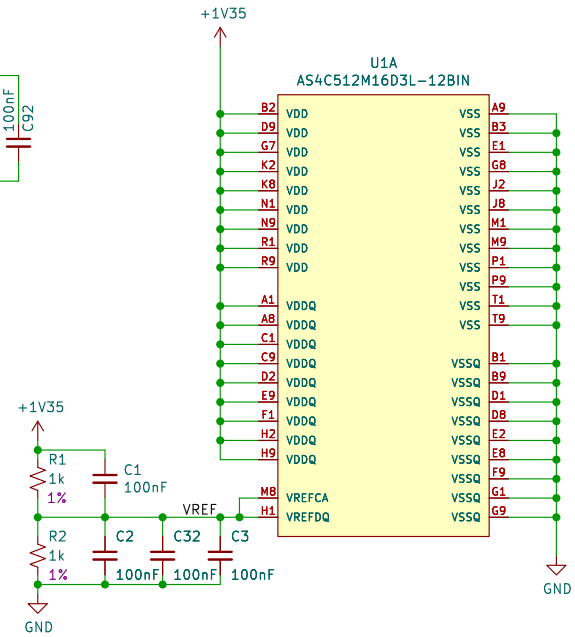 +1V35
U1A
AS4C512M16D3L-12BIN
100nF
C92
B2 VDD VSS A9
D9 VDD VSS B3
G7 VDD VSS E1
K2 VDD VSS G8
K8 VDD VSS J2
N1 VDD VSS J8
N9 VDD VSS M1
R1 VDD VSS M9
R9 VDD VSS P1
VSS P9
A1 VDDQ VSS T1
A8 VDDQ VSS T9
C1 VDDQ
C9 VDDQ VSSQ B1
D2 VDDQ VSSQ B9
E9 VDDQ VSSQ D1
F1 VDDQ VSSQ D8
H2 VDDQ VSSQ E2
H9 VDDQ VSSQ E8
VSSQ F9
M8 VREFCA VSSQ G1
H1 VREFDQ VSSQ G9
+1V35
R1
1k
1%
C1
100nF
VREF
R2
1k
1%
C2
100nF
C32
100nF
C3
100nF
GND
GND